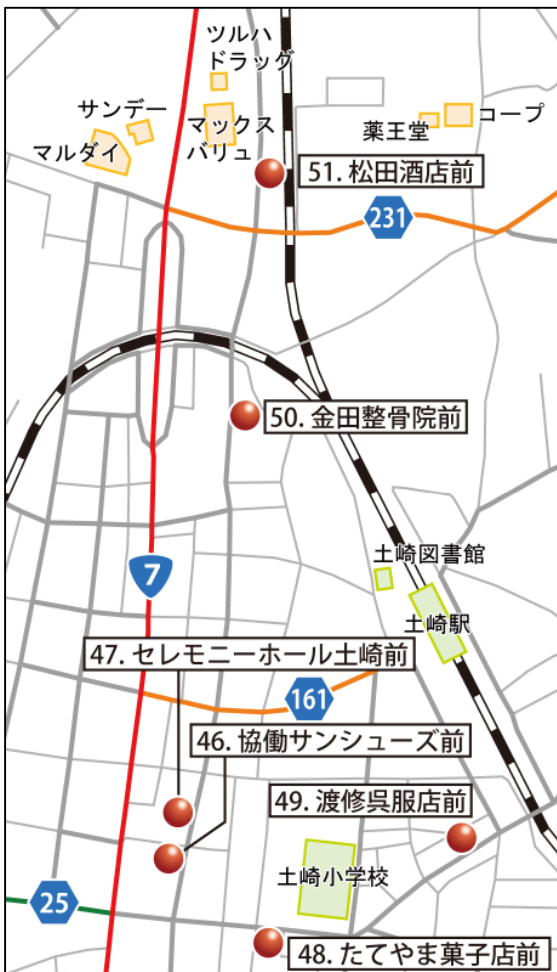 ツルハ
ドラッグ
サンデー
マックス
バリュ
マルダイ
薬王堂
コープ
51. 松田酒店前
231
50. 金田整骨院前
土崎図書館
7
土崎駅
47. セレモニーホール土崎前
161
46. 協働サンシューズ前
49. 渡修呉服店前
土崎小学校
25
48. たてやま菓子店前